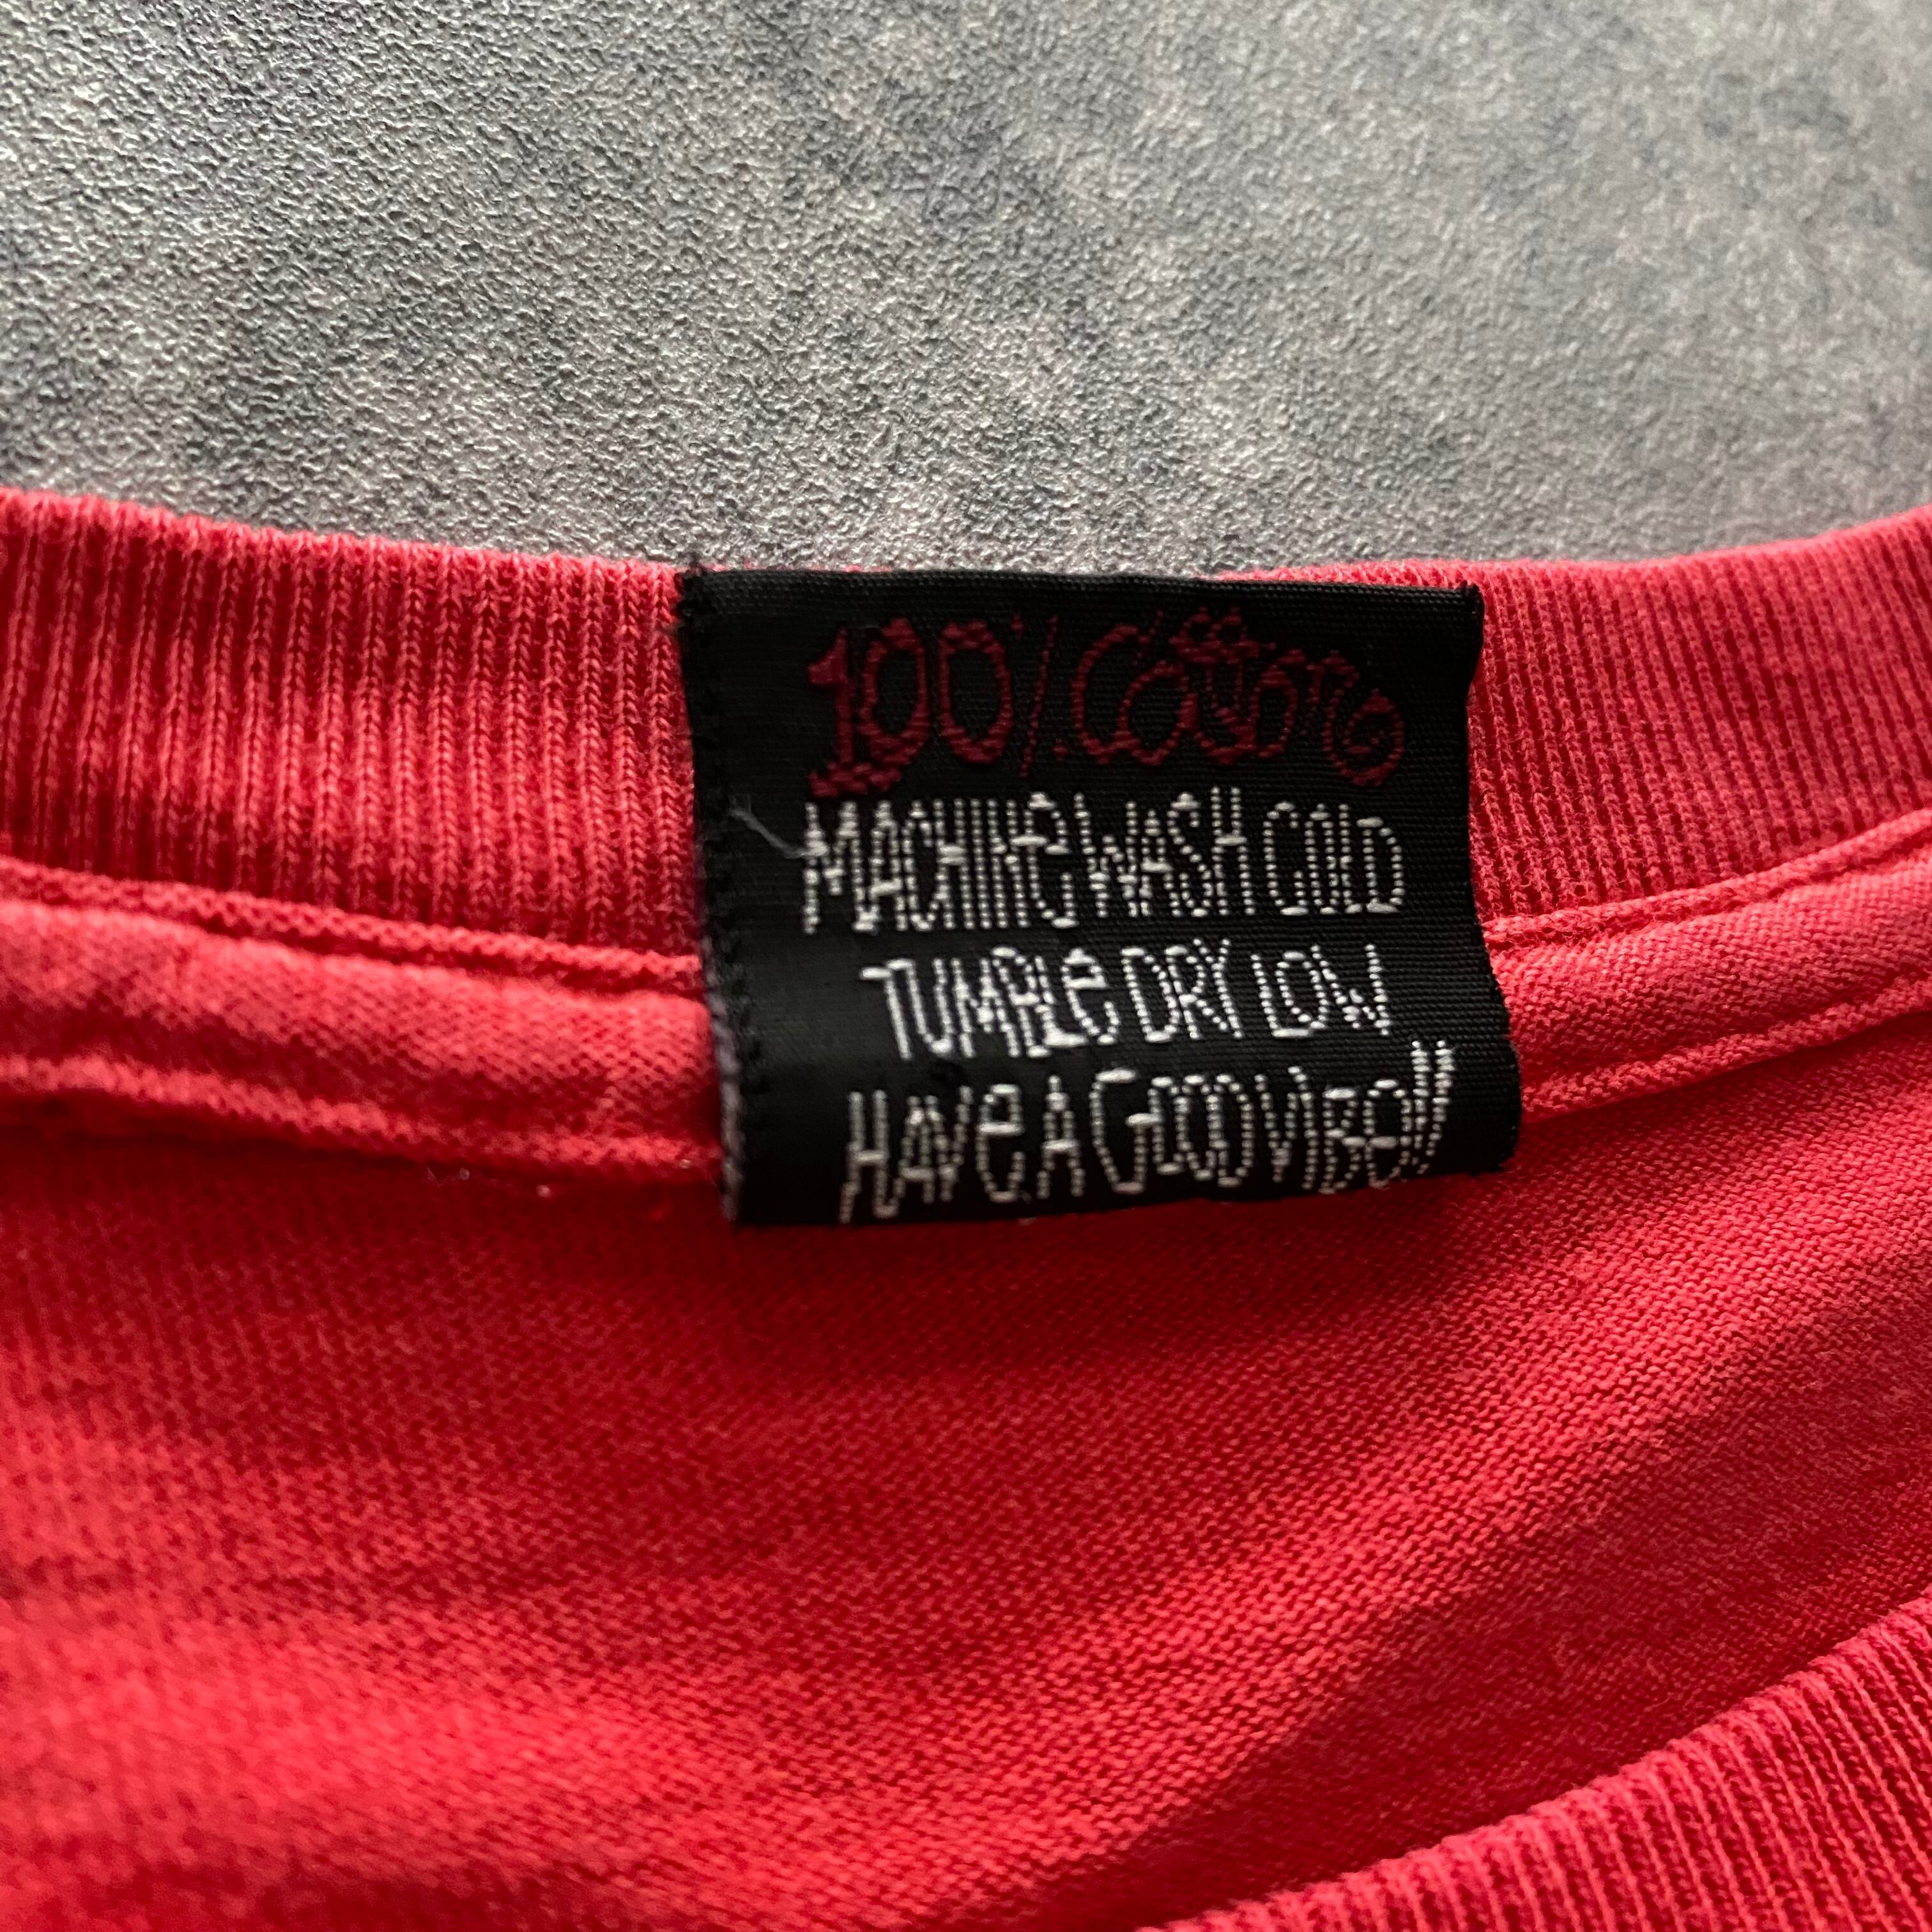 100% Cotton
MACHINe WASH COLD
TUMBLe DRY LOW
HAVe A GOOD VIBe!!